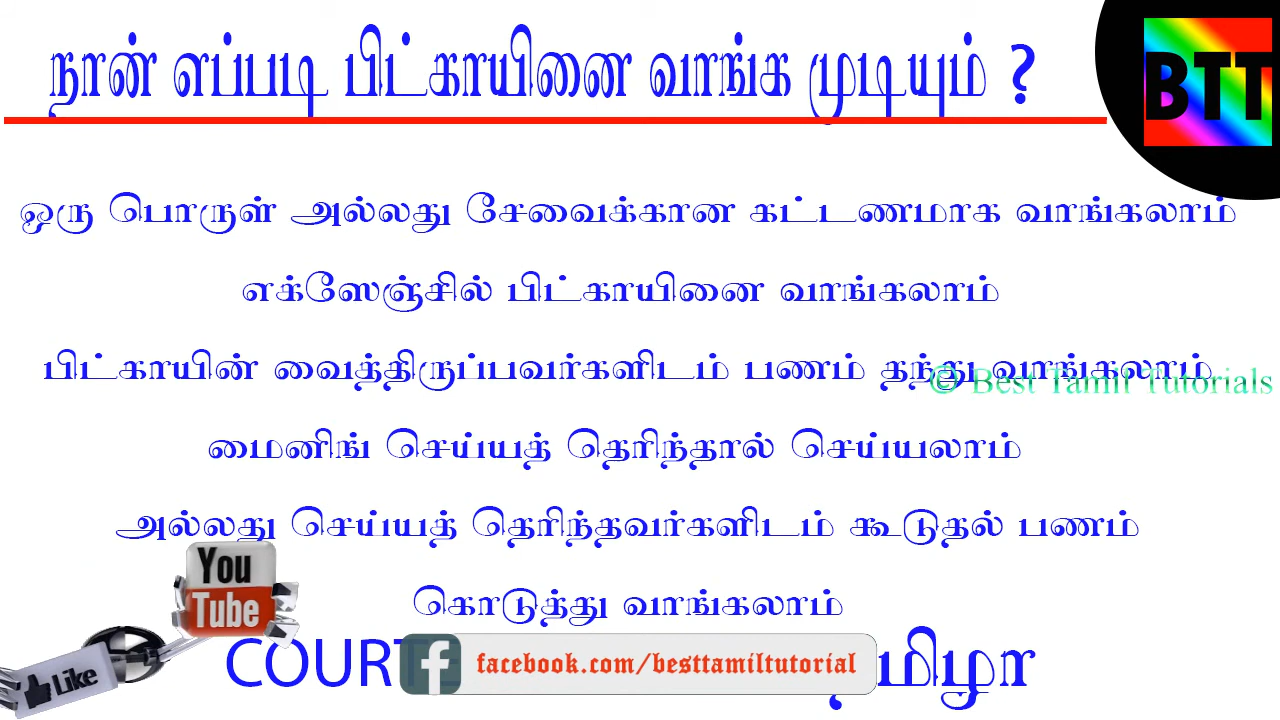 நான் எப்படி பிட்காயினை வாங்க முடியும் ?
BTT
ஒரு பொருள் அல்லது சேவைக்கான கட்டணமாக வாங்கலாம்
எக்ஸேஞ்சில் பிட்காயினை வாங்கலாம்
பிட்காயின் வைத்திருப்பவர்களிடம் பணம் தந்து வாங்கலாம்
© Best Tamil Tutorials
மைனிங் செய்யத் தெரிந்தால் செய்யலாம்
அல்லது செய்யத் தெரிந்தவர்களிடம் கூடுதல் பணம்
கொடுத்து வாங்கலாம்
You
Tube
Like
facebook.com/besttamiltutorial